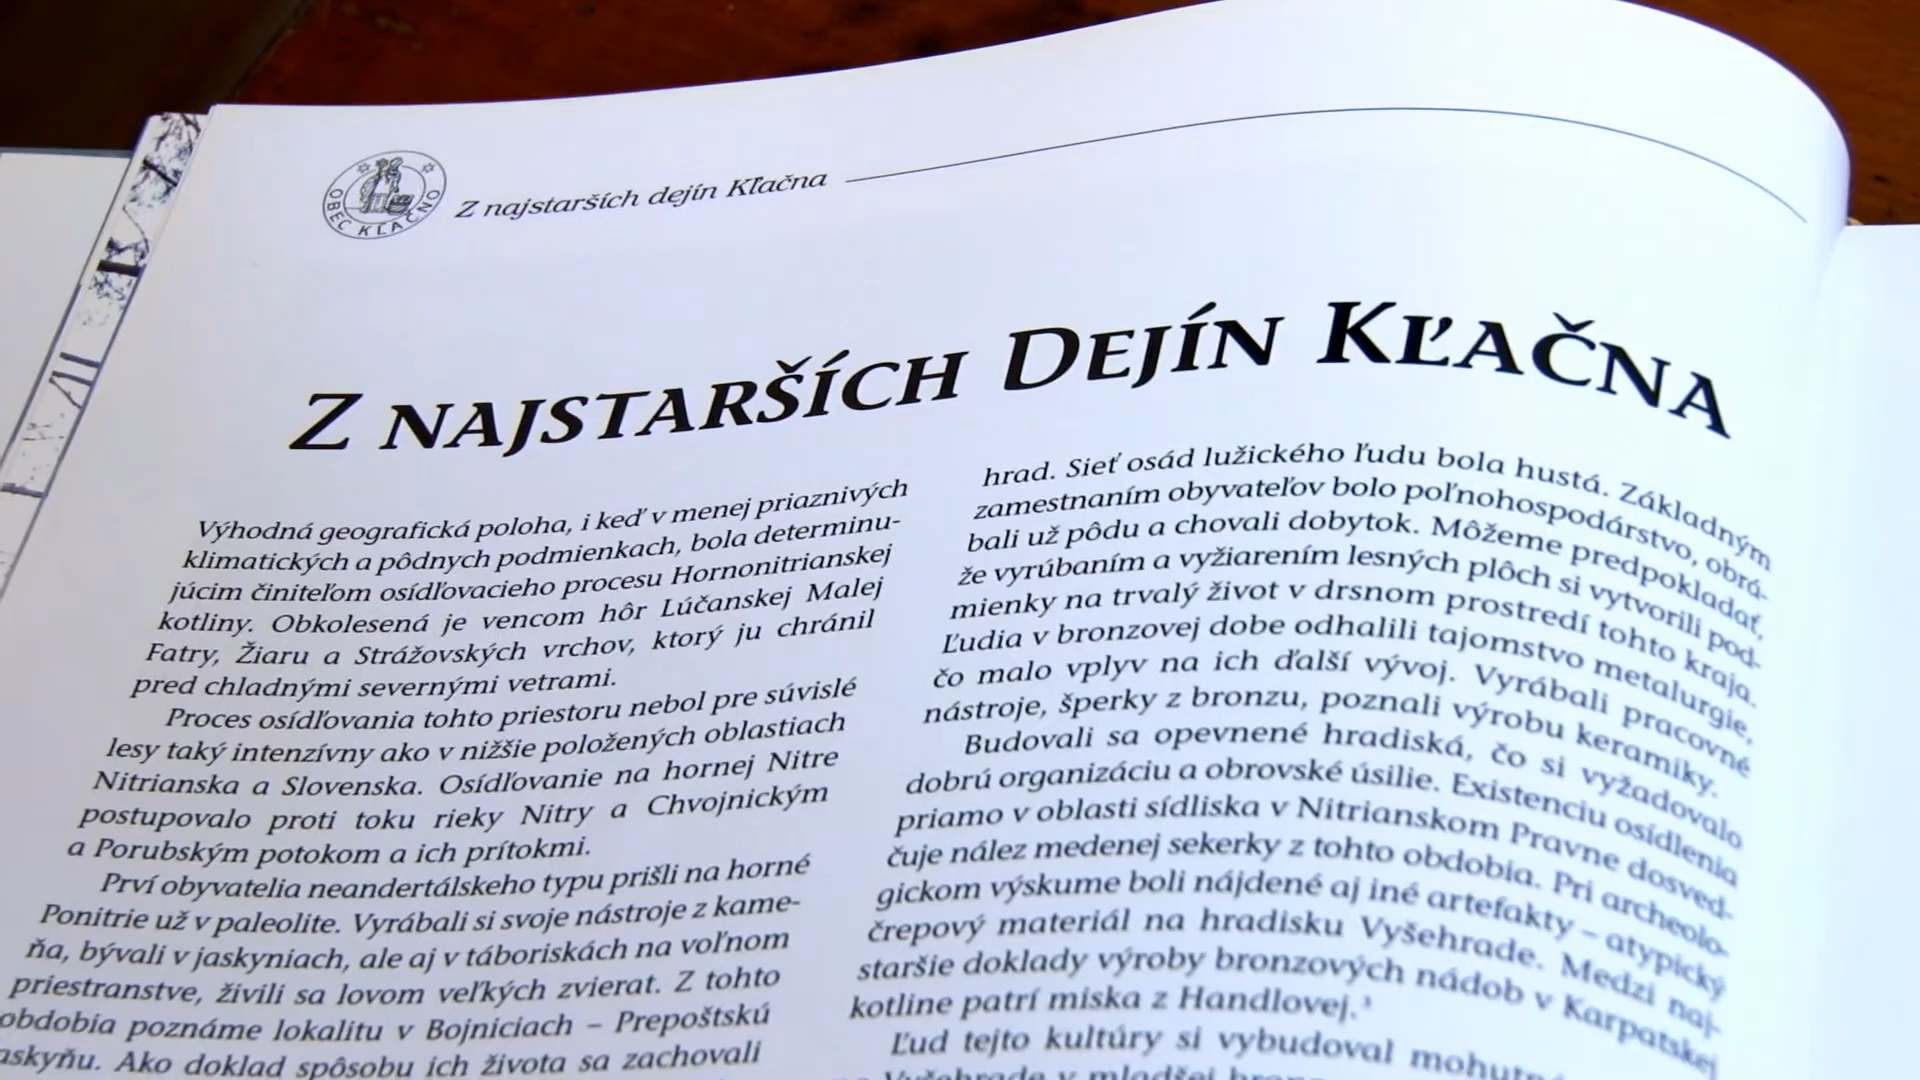 OBEC KĽAČNO
Z najstarších dejín Kľačna
Z NAJSTARŠÍCH DEJÍN KĽAČNA
Výhodná geografická poloha, i keď v menej priaznivých
klimatických a pôdnych podmienkach, bola determinu-
júcim činiteľom osídľovacieho procesu Hornonitrianskej
kotliny. Obkolesená je vencom hôr Lúčanskej Malej
Fatry, Žiaru a Strážovských vrchov, ktorý ju chránil
pred chladnými severnými vetrami.
Proces osídľovania tohto priestoru nebol pre súvislé
lesy taký intenzívny ako v nižšie položených oblastiach
Nitrianska a Slovenska. Osídľovanie na hornej Nitre
postupovalo proti toku rieky Nitry a Chvojnickým
a Porubským potokom a ich prítokmi.
Prví obyvatelia neandertálskeho typu prišli na horné
Ponitrie už v paleolite. Vyrábali si svoje nástroje z kame-
ňa, bývali v jaskyniach, ale aj v táboriskách na voľnom
priestranstve, živili sa lovom veľkých zvierat. Z tohto
obdobia poznáme lokalitu v Bojniciach – Prepoštskú
askyňu. Ako doklad spôsobu ich života sa zachovali
hrad. Sieť osád lužického ľudu bola hustá. Základným
zamestnaním obyvateľov bolo poľnohospodárstvo, obrá-
bali už pôdu a chovali dobytok. Môžeme predpokladať,
že vyrúbaním a vyžiarením lesných plôch si vytvorili pod-
mienky na trvalý život v drsnom prostredí tohto kraja.
Ľudia v bronzovej dobe odhalili tajomstvo metalurgie,
čo malo vplyv na ich ďalší vývoj. Vyrábali pracovné
nástroje, šperky z bronzu, poznali výrobu keramiky.
Budovali sa opevnené hradiská, čo si vyžadovalo
dobrú organizáciu a obrovské úsilie. Existenciu osídlenia
priamo v oblasti sídliska v Nitrianskom Pravne dosved-
čuje nález medenej sekerky z tohto obdobia. Pri archeolo-
gickom výskume boli nájdené aj iné artefakty – atypický
črepový materiál na hradisku Vyšehrade. Medzi naj-
staršie doklady výroby bronzových nádob v Karpatskej
kotline patrí miska z Handlovej.³
Ľud tejto kultúry si vybudoval
Vyšehrade v mladšej